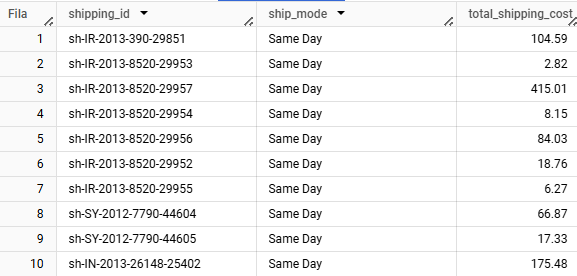 Fila shipping_id ship_mode total_shipping_cost
1 sh-IR-2013-390-29851 Same Day 104.59
2 sh-IR-2013-8520-29953 Same Day 2.82
3 sh-IR-2013-8520-29957 Same Day 415.01
4 sh-IR-2013-8520-29954 Same Day 8.15
5 sh-IR-2013-8520-29956 Same Day 84.03
6 sh-IR-2013-8520-29952 Same Day 18.76
7 sh-IR-2013-8520-29955 Same Day 6.27
8 sh-SY-2012-7790-44604 Same Day 66.87
9 sh-SY-2012-7790-44605 Same Day 17.33
10 sh-IN-2013-26148-25402 Same Day 175.48